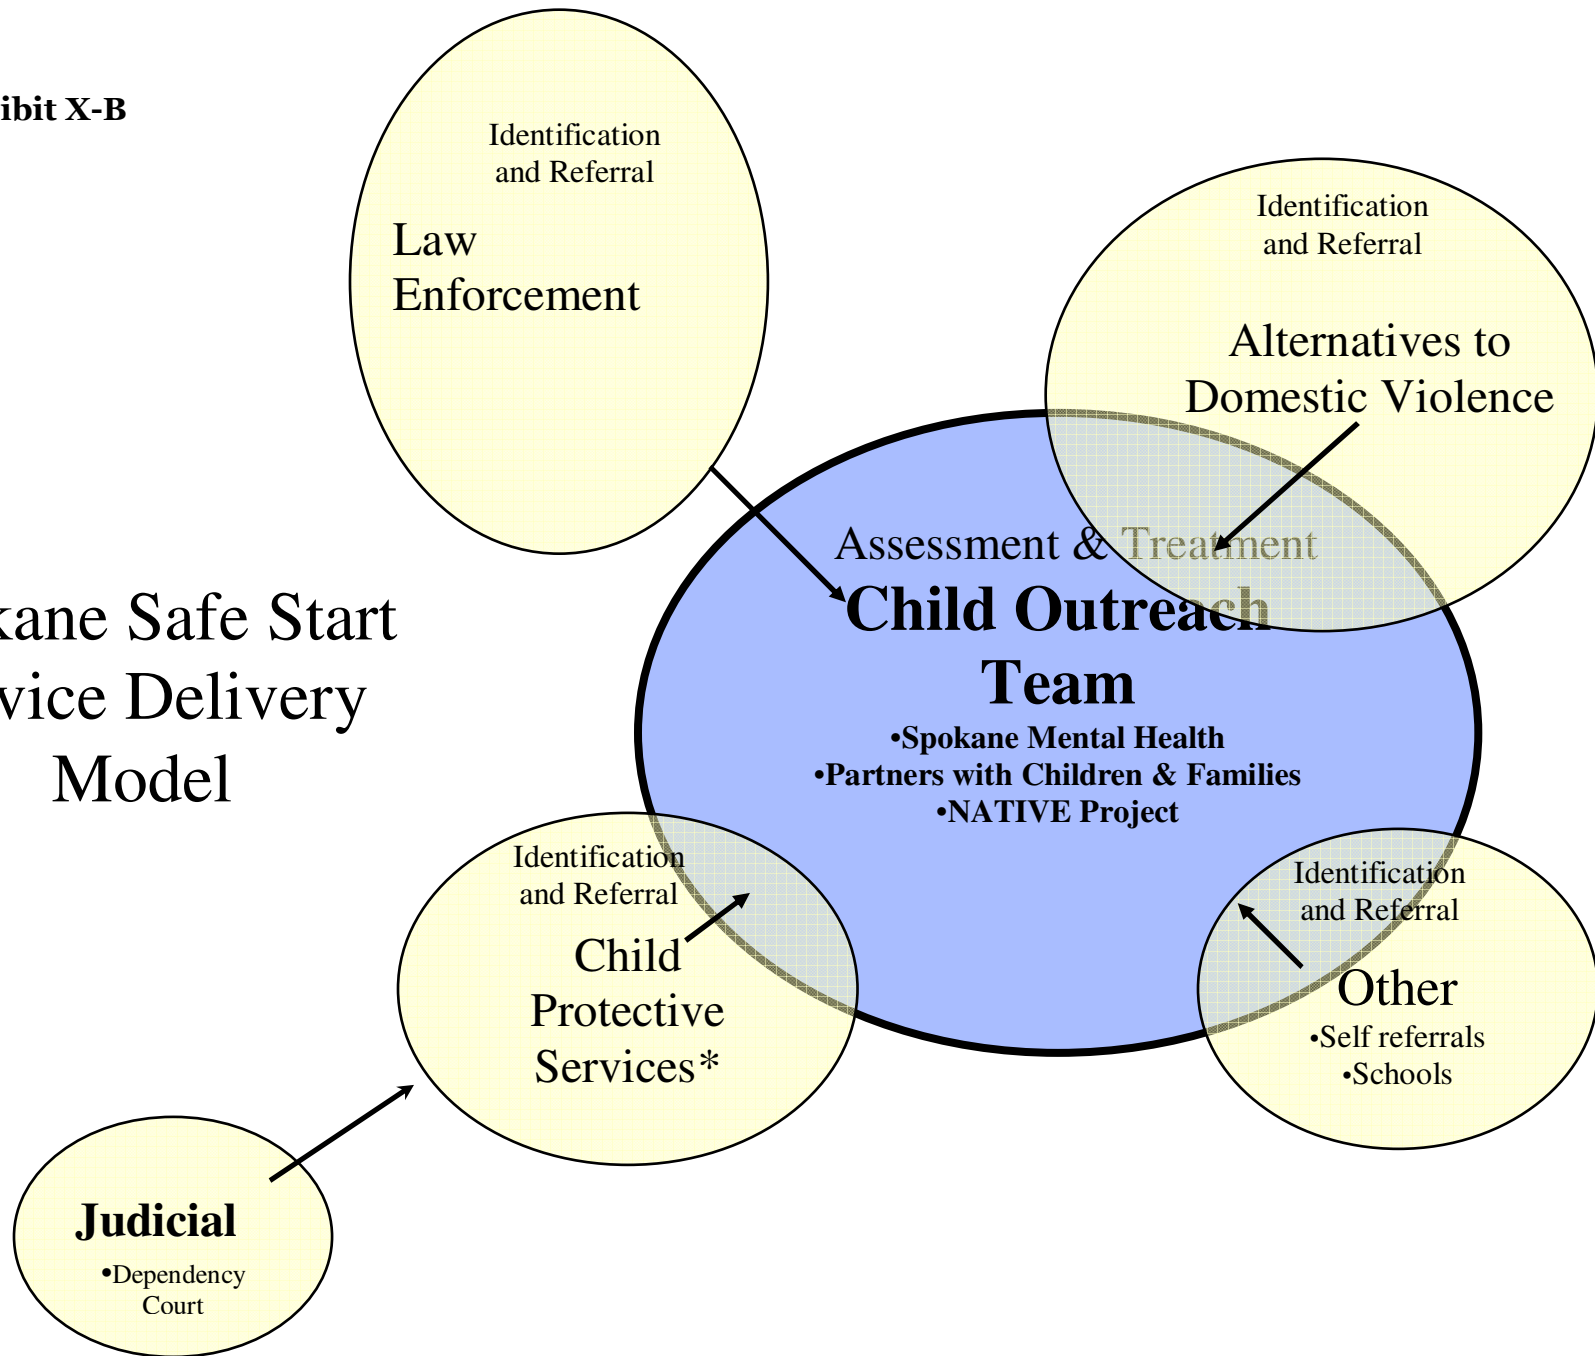 ibit X-B
Identification
and Referral
Law
Enforcement
Identification
and Referral
Alternatives to
Domestic Violence
Assessment & Treatment
Child Outreach
Team
•Spokane Mental Health
•Partners with Children & Families
•NATIVE Project
kane Safe Start
vice Delivery
Model
Identification
and Referral
Child
Protective
Services*
Identification
and Referral
Other
•Self referrals
•Schools
Judicial
•Dependency
Court